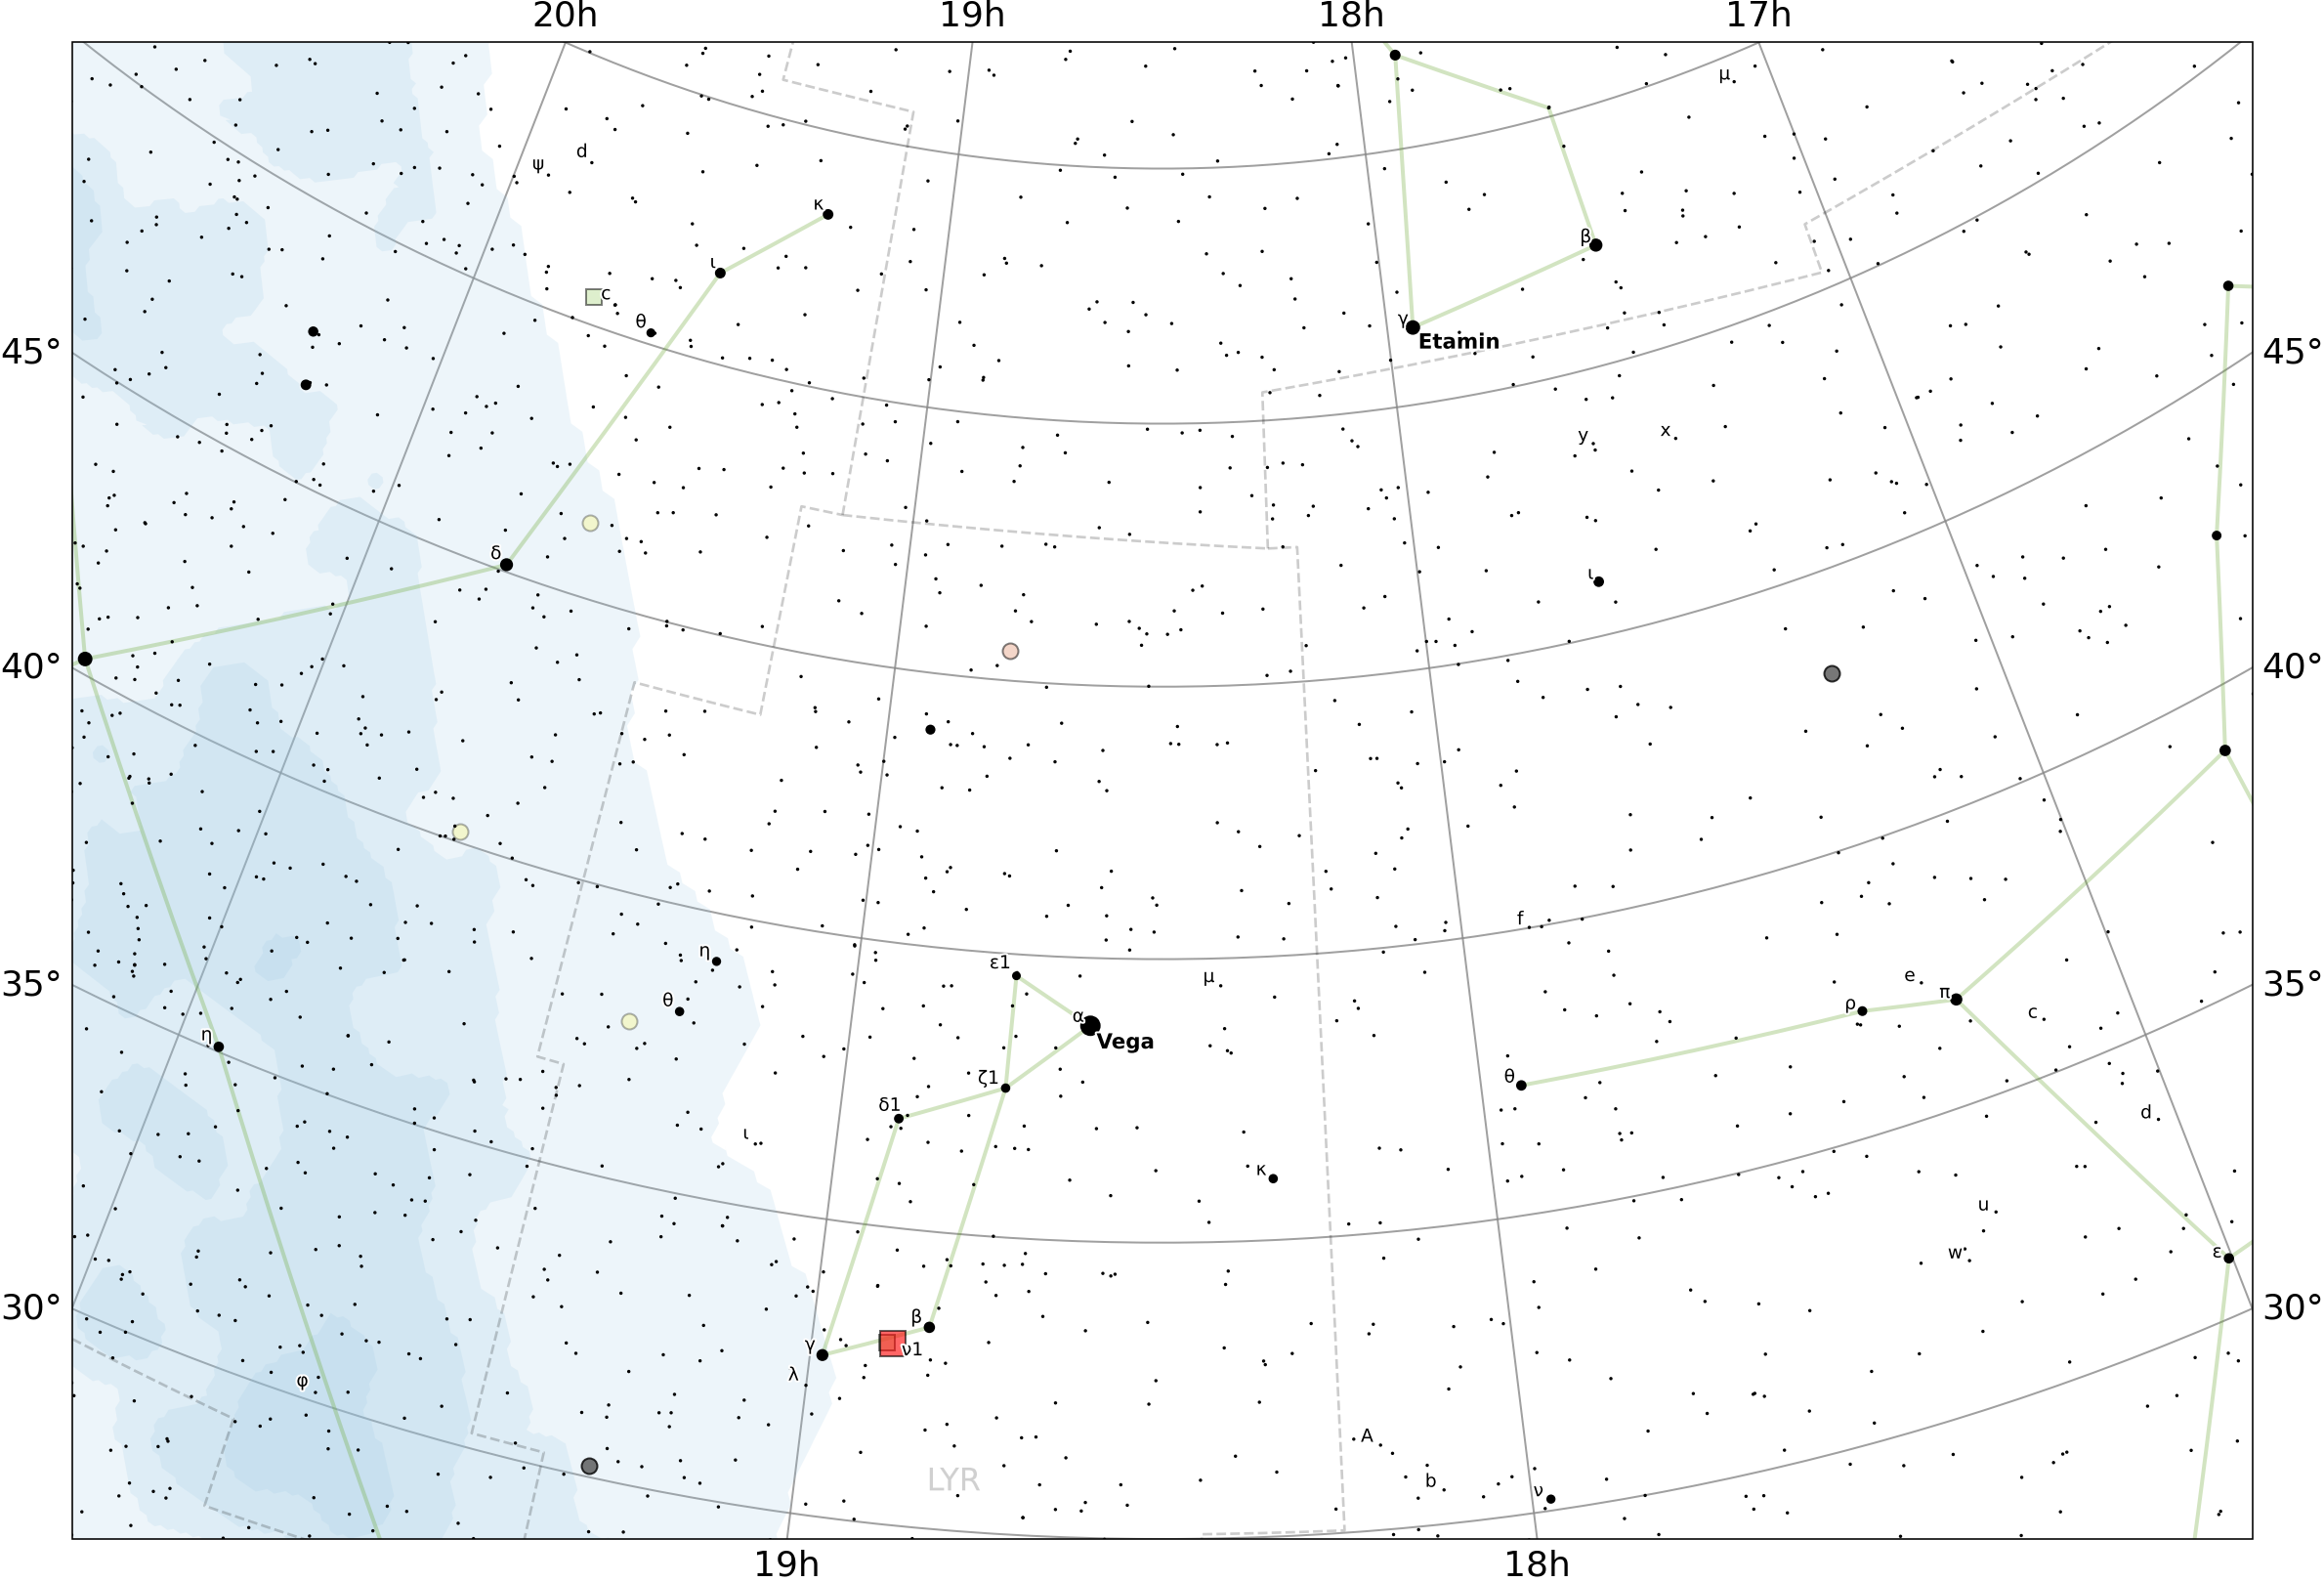 20h 19h 18h 17h
μ
ψ d
κ
β
ι
c
θ
γ
Etamin
45° 45°
y x
δ
ι
40° 40°
f
η
ε1
μ
e
π
35° 35°
θ
ρ
c
α
Vega
η
ζ1
θ
δ1
d
ι
κ
u
w
ε
30° 30°
β
γ
ν1
λ
φ
A
LYR
b
ν
19h 18h